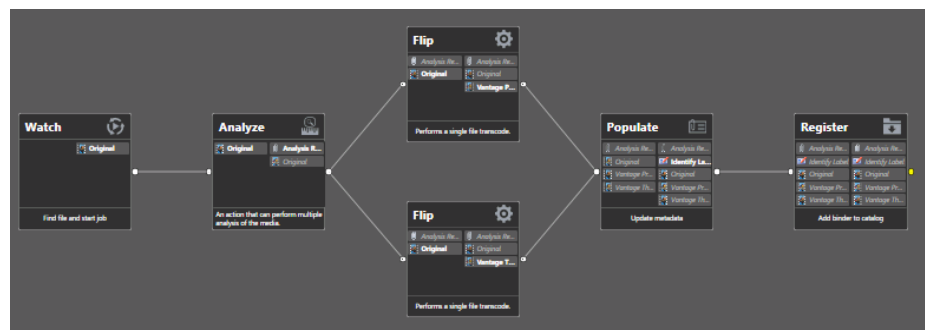 Flip
Analysis Re... Analysis Re...
Original Original
Vantage P...
Performs a single file transcode.
Watch
Original
Find file and start job
Analyze
Original Analysis R...
Original
An action that can perform multiple
analysis of the media.
Populate
Analysis Re... Analysis Re...
Original Identify La...
Vantage Pr... Original
Vantage Th... Vantage Pr...
Vantage Th...
Update metadata
Register
Analysis Re... Analysis Re...
Identify Label Identify Label
Original Original
Vantage Pr... Vantage Pr...
Vantage Th... Vantage Th...
Add binder to catalog
Flip
Analysis Re... Analysis Re...
Original Original
Vantage T...
Performs a single file transcode.